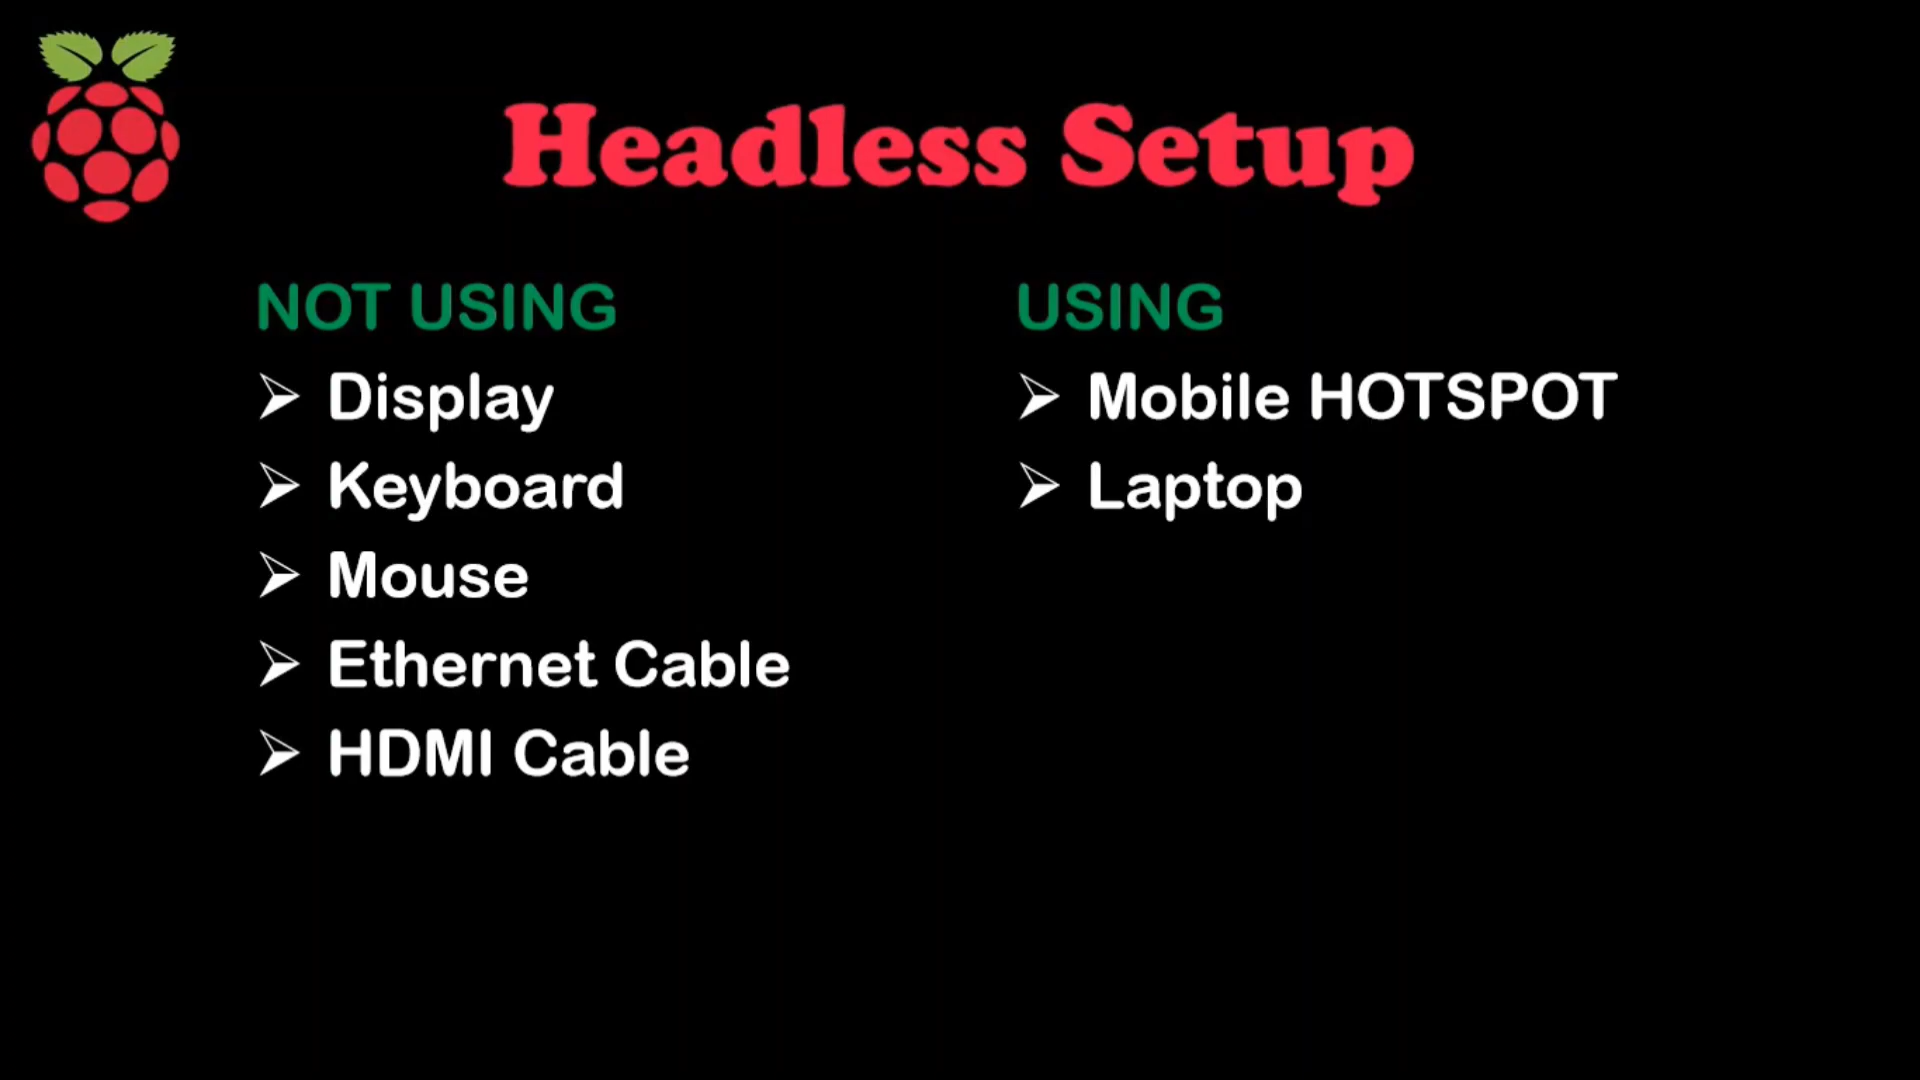 Headless Setup
NOT USING
Display
Keyboard
Mouse
Ethernet Cable
HDMI Cable
USING
Mobile HOTSPOT
Laptop